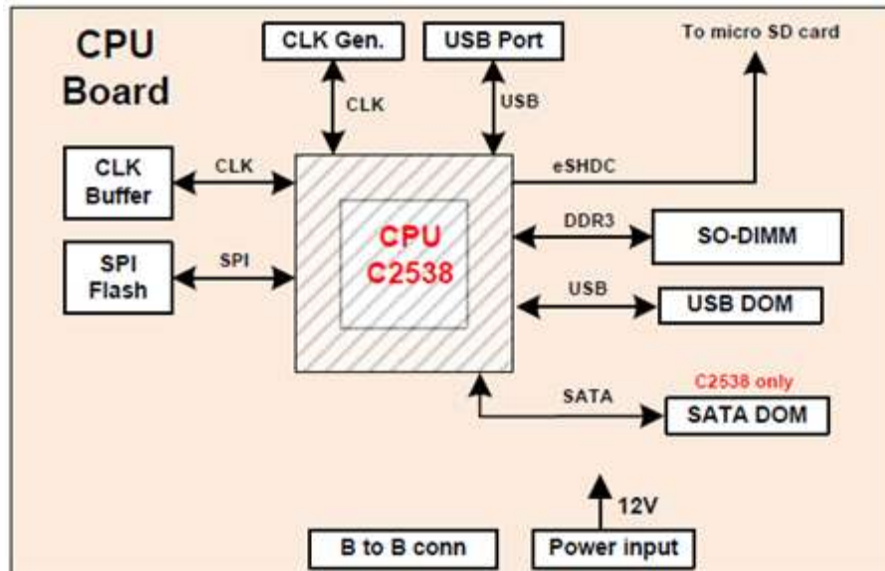 CPU
Board
CLK Gen.
USB Port
To micro SD card
CLK
USB
CLK
Buffer
CLK
eSHDC
CPU
C2538
DDR3
SO-DIMM
SPI
Flash
SPI
USB
USB DOM
C2538 only
SATA
SATA DOM
12V
B to B conn
Power input